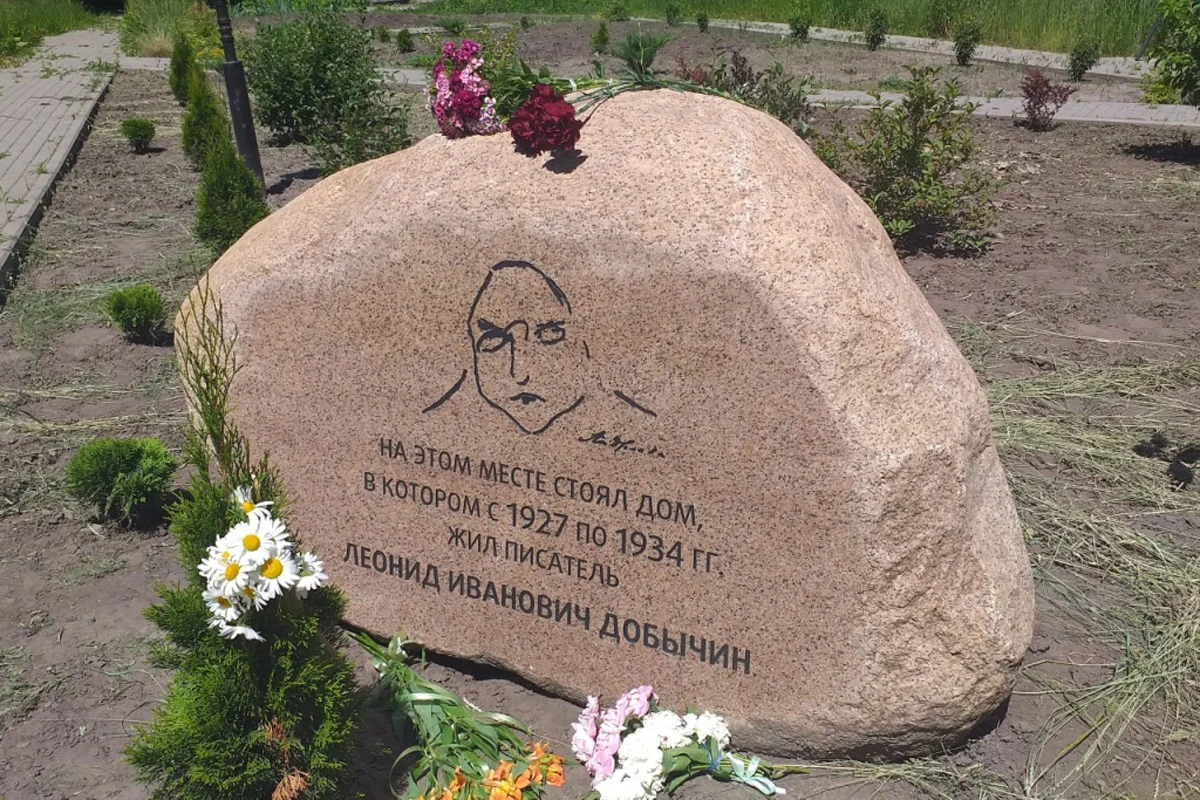 НА ЭТОМ МЕСТЕ СТОЯЛ ДОМ,
В КОТОРОМ С 1927 ПО 1934 ГГ.
ЖИЛ ПИСАТЕЛЬ
ЛЕОНИД ИВАНОВИЧ ДОБЫЧИН